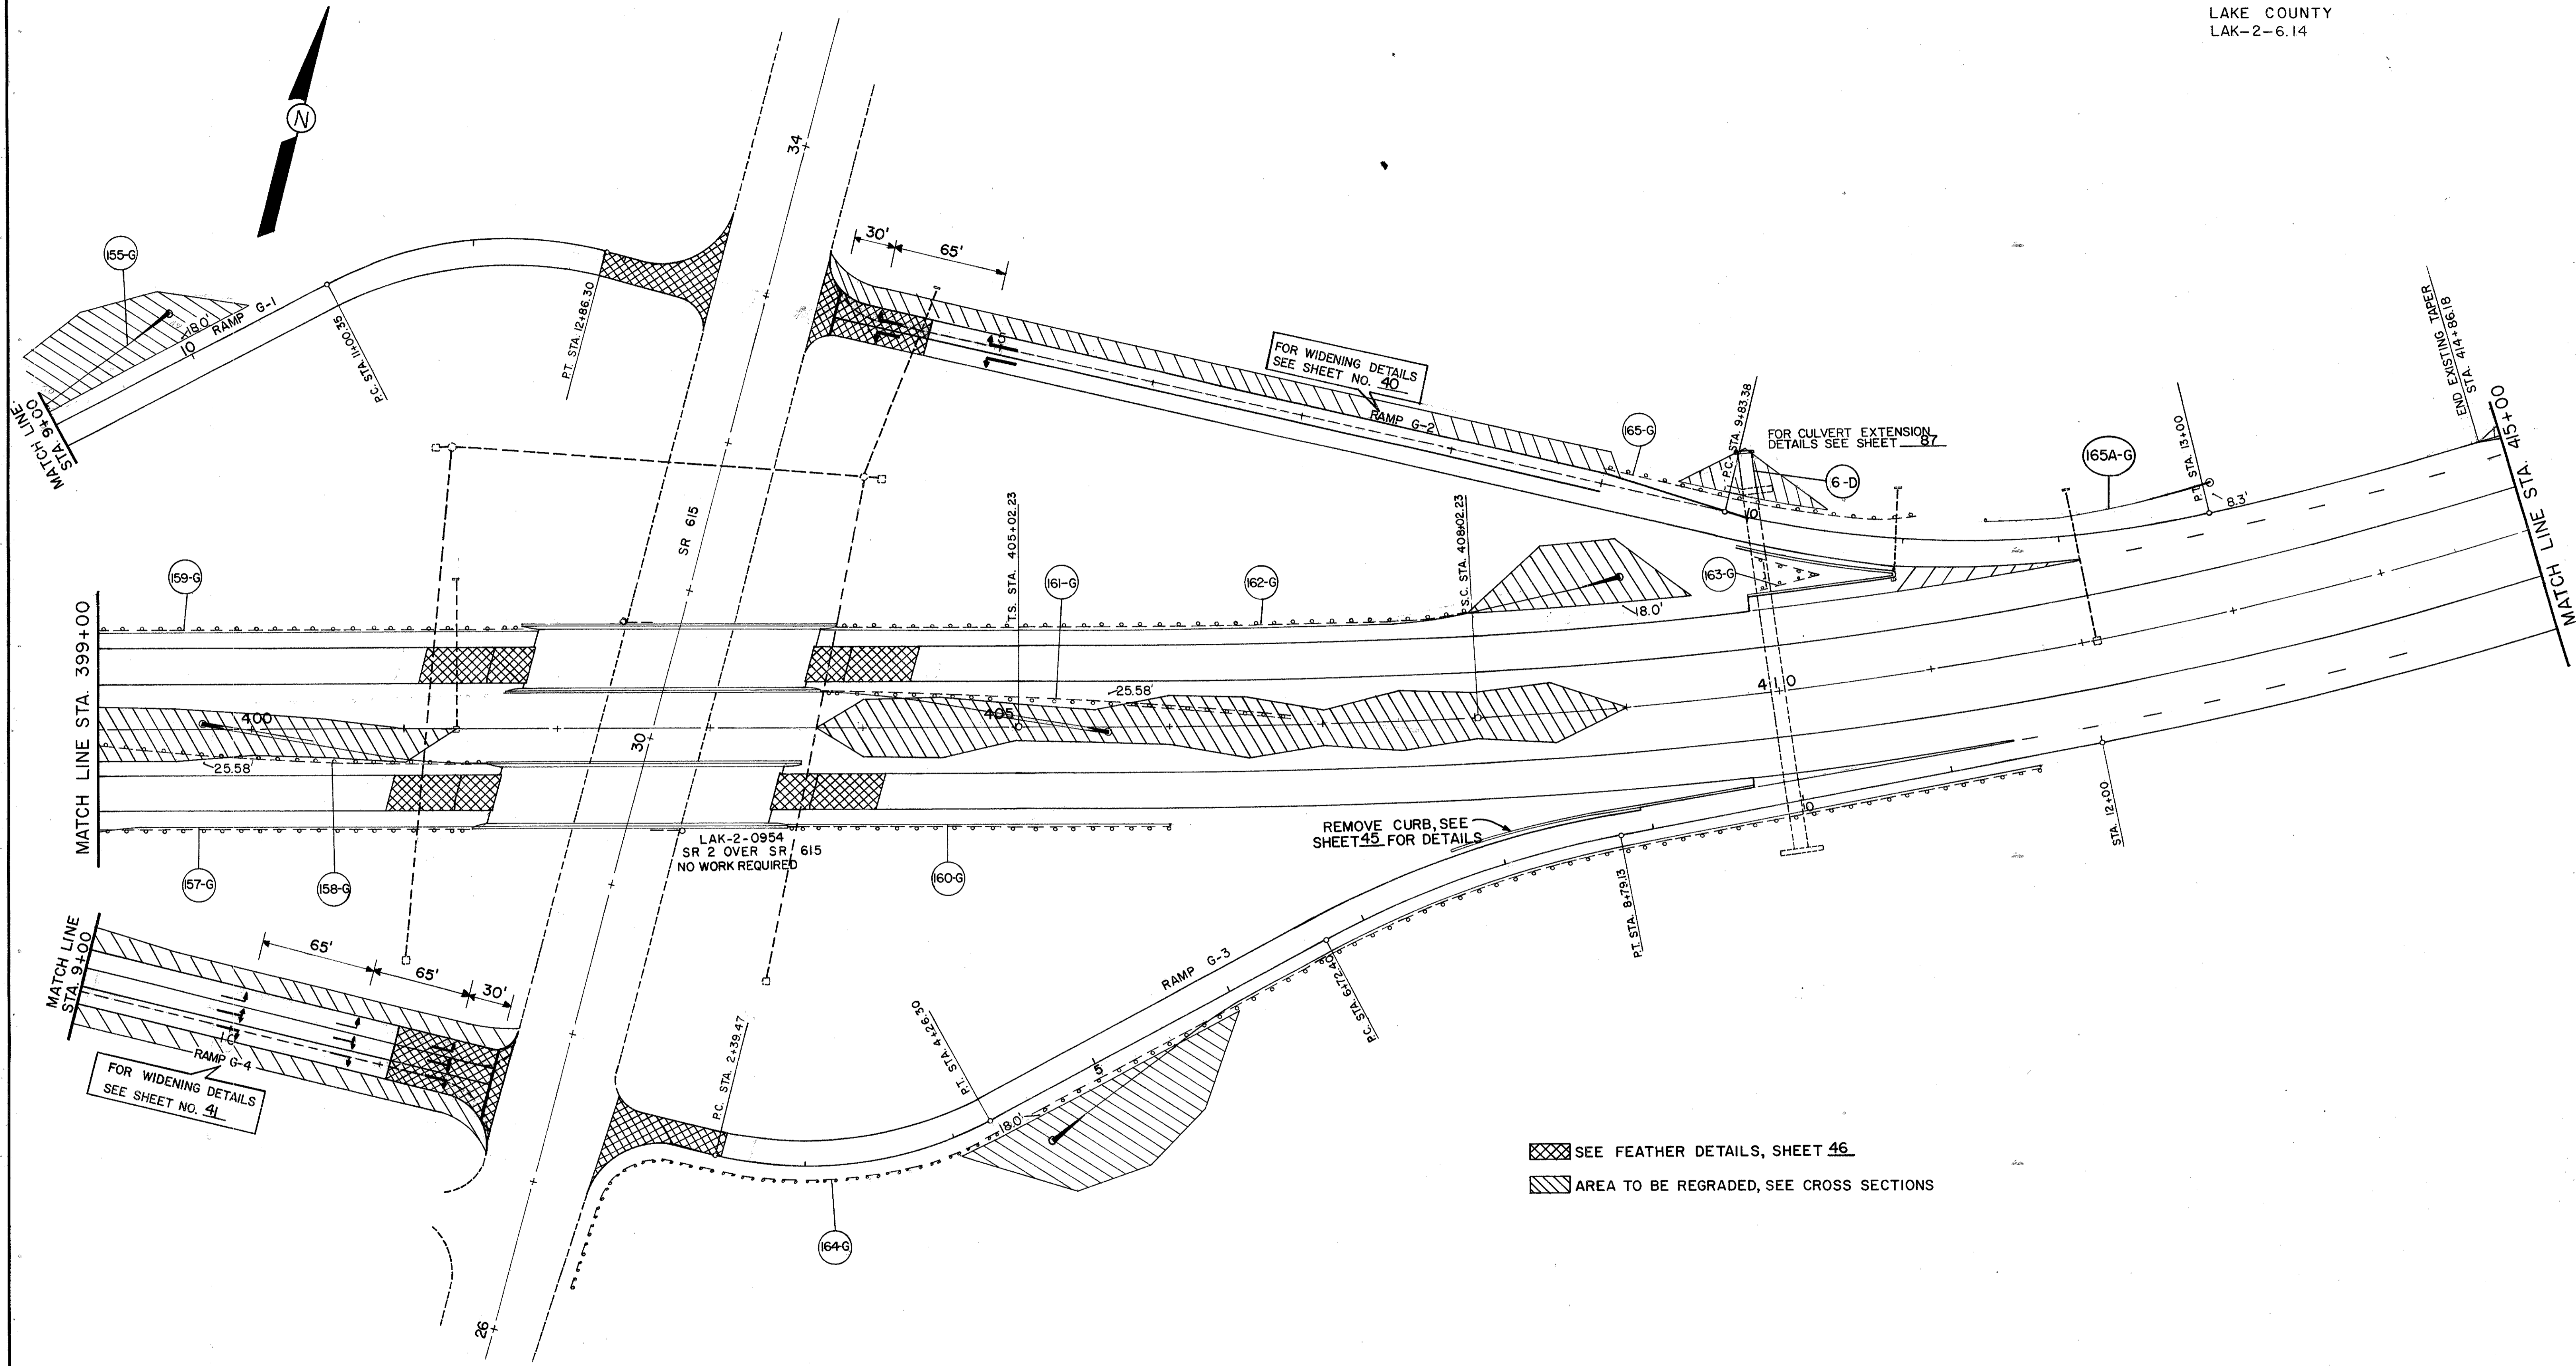 LAKE COUNTY
LAK-2-6.14
N
34
30'
65'
155-G
18.0'
RAMP G-1
10
P.C. STA. 11+00.35
P.T. STA. 12+86.30
MATCH LINE
STA. 9+00
5
FOR WIDENING DETAILS
SEE SHEET NO. 40
RAMP G-2
165-G
P.C. STA. 9+83.38
FOR CULVERT EXTENSION
DETAILS SEE SHEET 87
6-D
10
165A-G
P.T. STA. 13+00
8.3'
END EXISTING TAPER
STA. 414+86.18
MATCH LINE STA. 415+00
SR 615
159-G
T.S. STA. 405+02.23
161-G
162-G
S.C. STA. 408+02.23
18.0'
163-G
MATCH LINE STA. 399+00
400
25.58'
405
25.58'
410
30
157-G
158-G
LAK-2-0954
SR 2 OVER SR 615
NO WORK REQUIRED
160-G
REMOVE CURB, SEE
SHEET 45 FOR DETAILS
10
STA. 12+00
P.T. STA. 8+79.13
MATCH LINE
STA. 9+00
65'
65'
30'
10
RAMP G-4
FOR WIDENING DETAILS
SEE SHEET NO. 41
RAMP G-3
P.C. STA. 6+72.40
P.T. STA. 4+26.30
P.C. STA. 2+39.47
5
18.0'
164-G
26
SEE FEATHER DETAILS, SHEET 46
AREA TO BE REGRADED, SEE CROSS SECTIONS